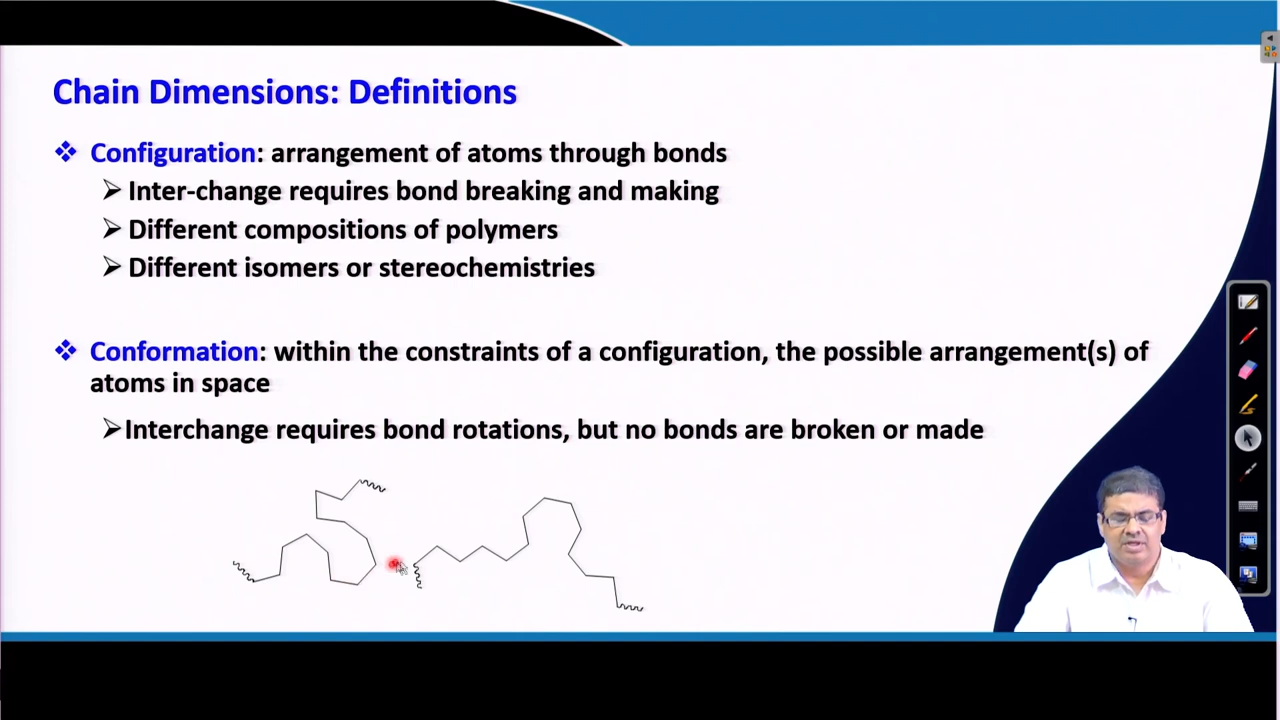 Chain Dimensions: Definitions
❖ Configuration: arrangement of atoms through bonds
➢ Inter-change requires bond breaking and making
➢ Different compositions of polymers
➢ Different isomers or stereochemistries
❖ Conformation: within the constraints of a configuration, the possible arrangement(s) of
atoms in space
➢Interchange requires bond rotations, but no bonds are broken or made